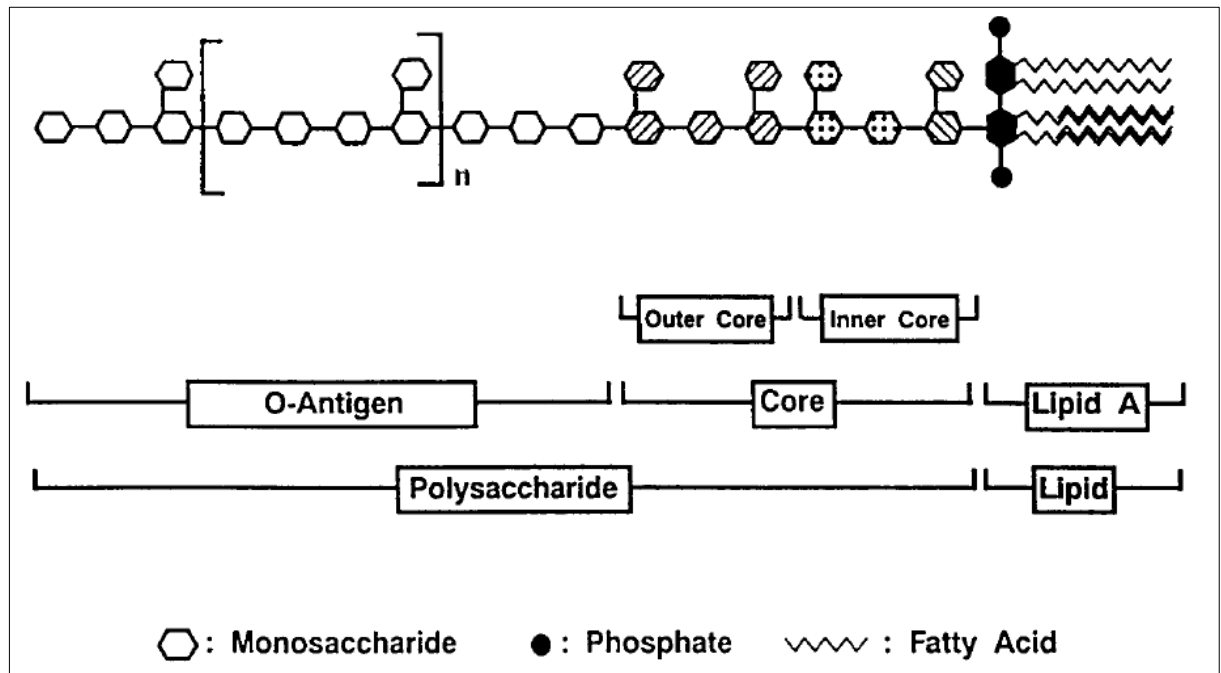 n
Outer Core
Inner Core
O-Antigen
Core
Lipid A
Polysaccharide
Lipid
: Monosaccharide
: Phosphate
: Fatty Acid